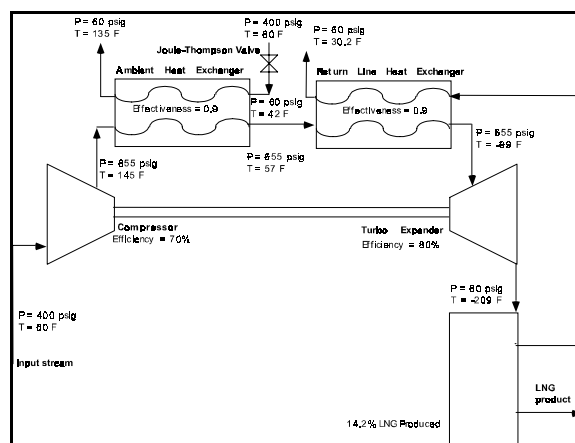 P = 60 psig
T = 135 F
P = 400 psig
T = 60 F
Joule-Thompson Valve
P = 60 psig
T = 30.2 F
Ambient Heat Exchanger
Effectiveness = 0.9
P = 60 psig
T = 42 F
Return Line Heat Exchanger
Effectiveness = 0.9
P = 655 psig
T = 145 F
655 psig
T = 57 F
P = 655 psig
T = -99 F
Compressor
Efficiency = 70%
Turbo Expander
Efficiency = 80%
P = 400 psig
T = 60 F
Input stream
P = 60 psig
T = -209 F
LNG
product
14.2% LNG Produced